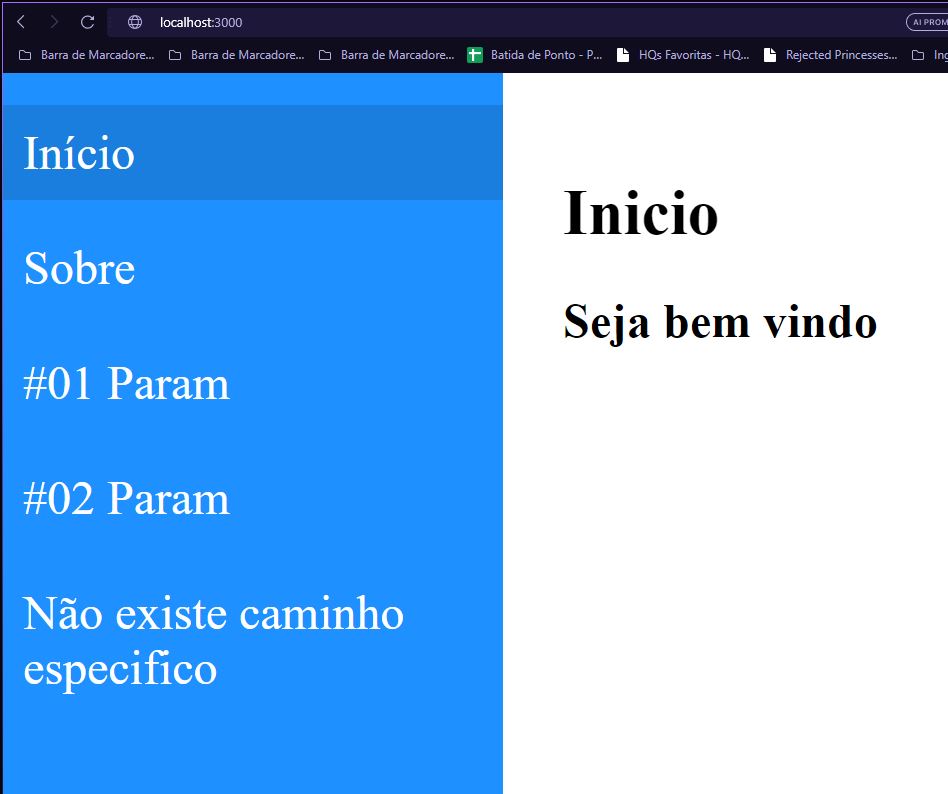 localhost:3000
AI PROM
Barra de Marcadore... Barra de Marcadore... Barra de Marcadore... Batida de Ponto - P... HQs Favoritas - HQ... Rejected Princesses... Ing
Início
Sobre
#01 Param
#02 Param
Não existe caminho
especifico
Inicio
Seja bem vindo